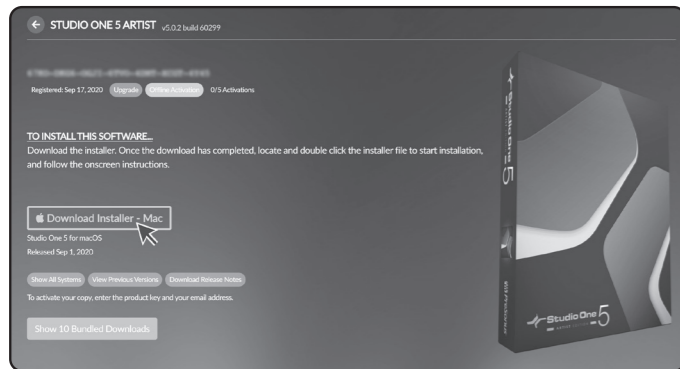 STUDIO ONE 5 ARTIST v5.0.2 build 60299
Registered: Sep 17, 2020 Upgrade Offline Activation 0/5 Activations
TO INSTALL THIS SOFTWARE...
Download the installer. Once the download has completed, locate and double click the installer file to start installation,
and follow the onscreen instructions.
Download Installer - Mac
Studio One 5 for macOS
Released Sep 1, 2020
Show All Systems View Previous Versions Download Release Notes
To activate your copy, enter the product key and your email address.
Show 10 Bundled Downloads
Studio One 5
Studio One 5